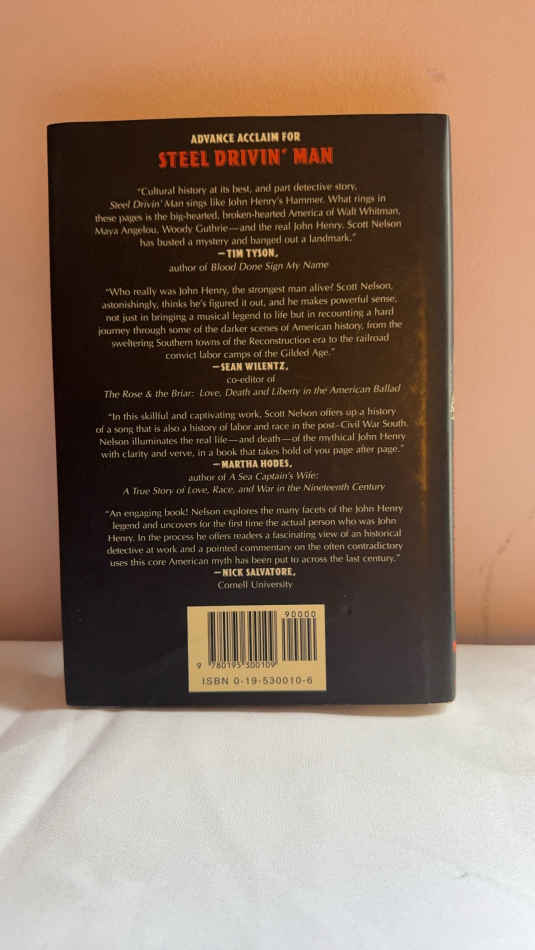 ADVANCE ACCLAIM FOR
STEEL DRIVIN' MAN
"Cultural history at its best, and part detective story,
Steel Drivin' Man sings like John Henry's Hammer. What rings in
these pages is the big-hearted, broken-hearted America of Walt Whitman,
Maya Angelou, Woody Guthrie—and the real John Henry. Scott Nelson
has busted a mystery and banged out a landmark."
—TIM TYSON,
author of Blood Done Sign My Name
"Who really was John Henry, the strongest man alive? Scott Nelson,
astonishingly, thinks he's figured it out, and he makes powerful sense,
not just in bringing a musical legend to life but in recounting a hard
journey through some of the darker scenes of American history, from the
sweltering Southern towns of the Reconstruction era to the railroad
convict labor camps of the Gilded Age."
—SEAN WILENTZ,
co-editor of
The Rose & the Briar: Love, Death and Liberty in the American Ballad
"In this skillful and captivating work, Scott Nelson offers up a history
of a song that is also a history of labor and race in the post–Civil War South.
Nelson illuminates the real life—and death—of the mythical John Henry
with clarity and verve, in a book that takes hold of you page after page."
—MARTHA HODES,
author of A Sea Captain's Wife:
A True Story of Love, Race, and War in the Nineteenth Century
"An engaging book! Nelson explores the many facets of the John Henry
legend and uncovers for the first time the actual person who was John
Henry. In the process he offers readers a fascinating view of an historical
detective at work and a pointed commentary on the often contradictory
uses this core American myth has been put to across the last century."
—NICK SALVATORE,
Cornell University
90000
9 780195 300109
ISBN 0-19-530010-6